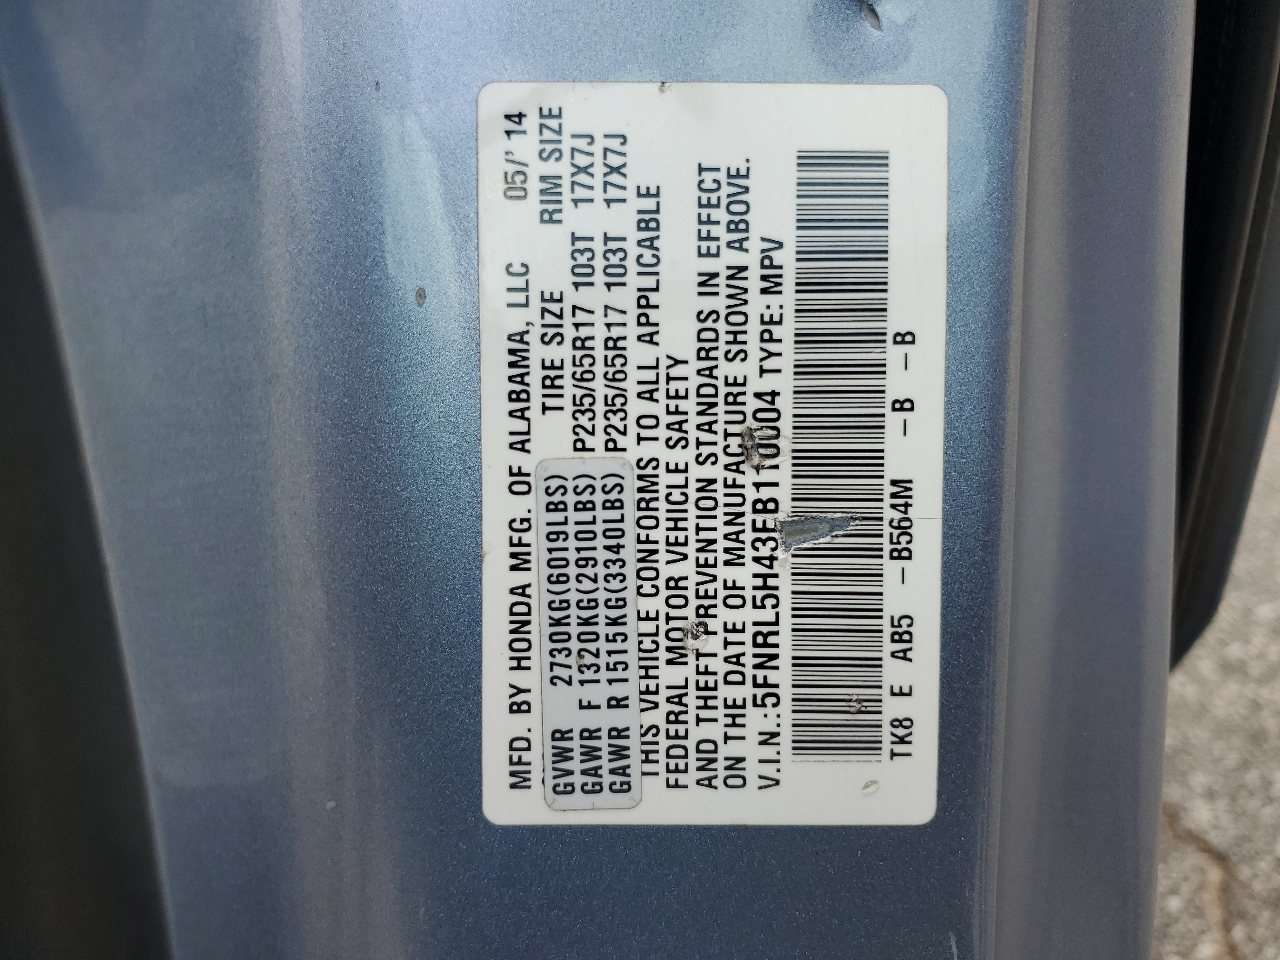 MFD. BY HONDA MFG. OF ALABAMA, LLC 05/' 14
TIRE SIZE RIM SIZE
GVWR 2730KG(6019LBS)
GAWR F 1320KG(2910LBS) P235/65R17 103T 17X7J
GAWR R 1515KG(3340LBS) P235/65R17 103T 17X7J
THIS VEHICLE CONFORMS TO ALL APPLICABLE
FEDERAL MOTOR VEHICLE SAFETY
AND THEFT PREVENTION STANDARDS IN EFFECT
ON THE DATE OF MANUFACTURE SHOWN ABOVE.
V.I.N.: 5FNRL5H43EB110004 TYPE: MPV
TK8 E AB5 -B564M -B -B